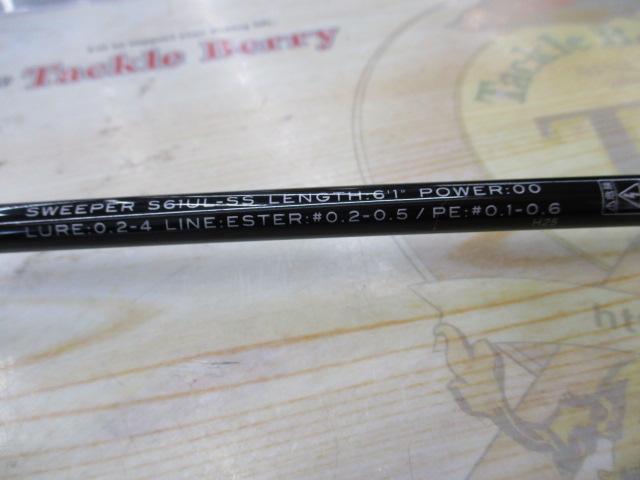 Tackle Berry
Tackle B
SWEEPER S61UL-SS LENGTH:6'1" POWER:00
LURE:0.2-4 LINE:ESTER:#0.2-0.5 / PE:#0.1-0.6